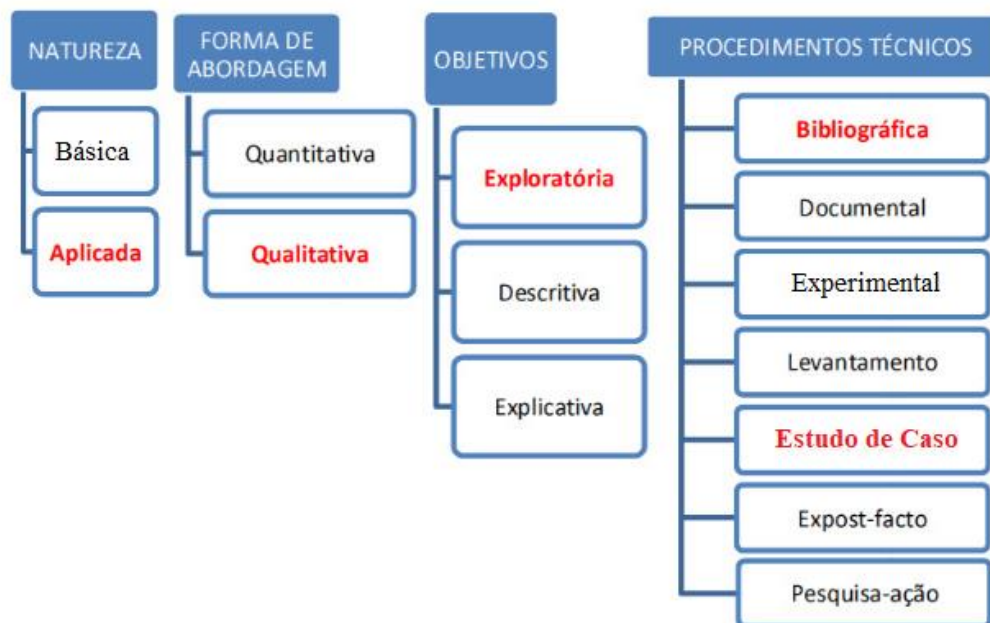 NATUREZA
Básica
Aplicada
FORMA DE
ABORDAGEM
Quantitativa
Qualitativa
OBJETIVOS
Exploratória
Descritiva
Explicativa
PROCEDIMENTOS TÉCNICOS
Bibliográfica
Documental
Experimental
Levantamento
Estudo de Caso
Expost-facto
Pesquisa-ação